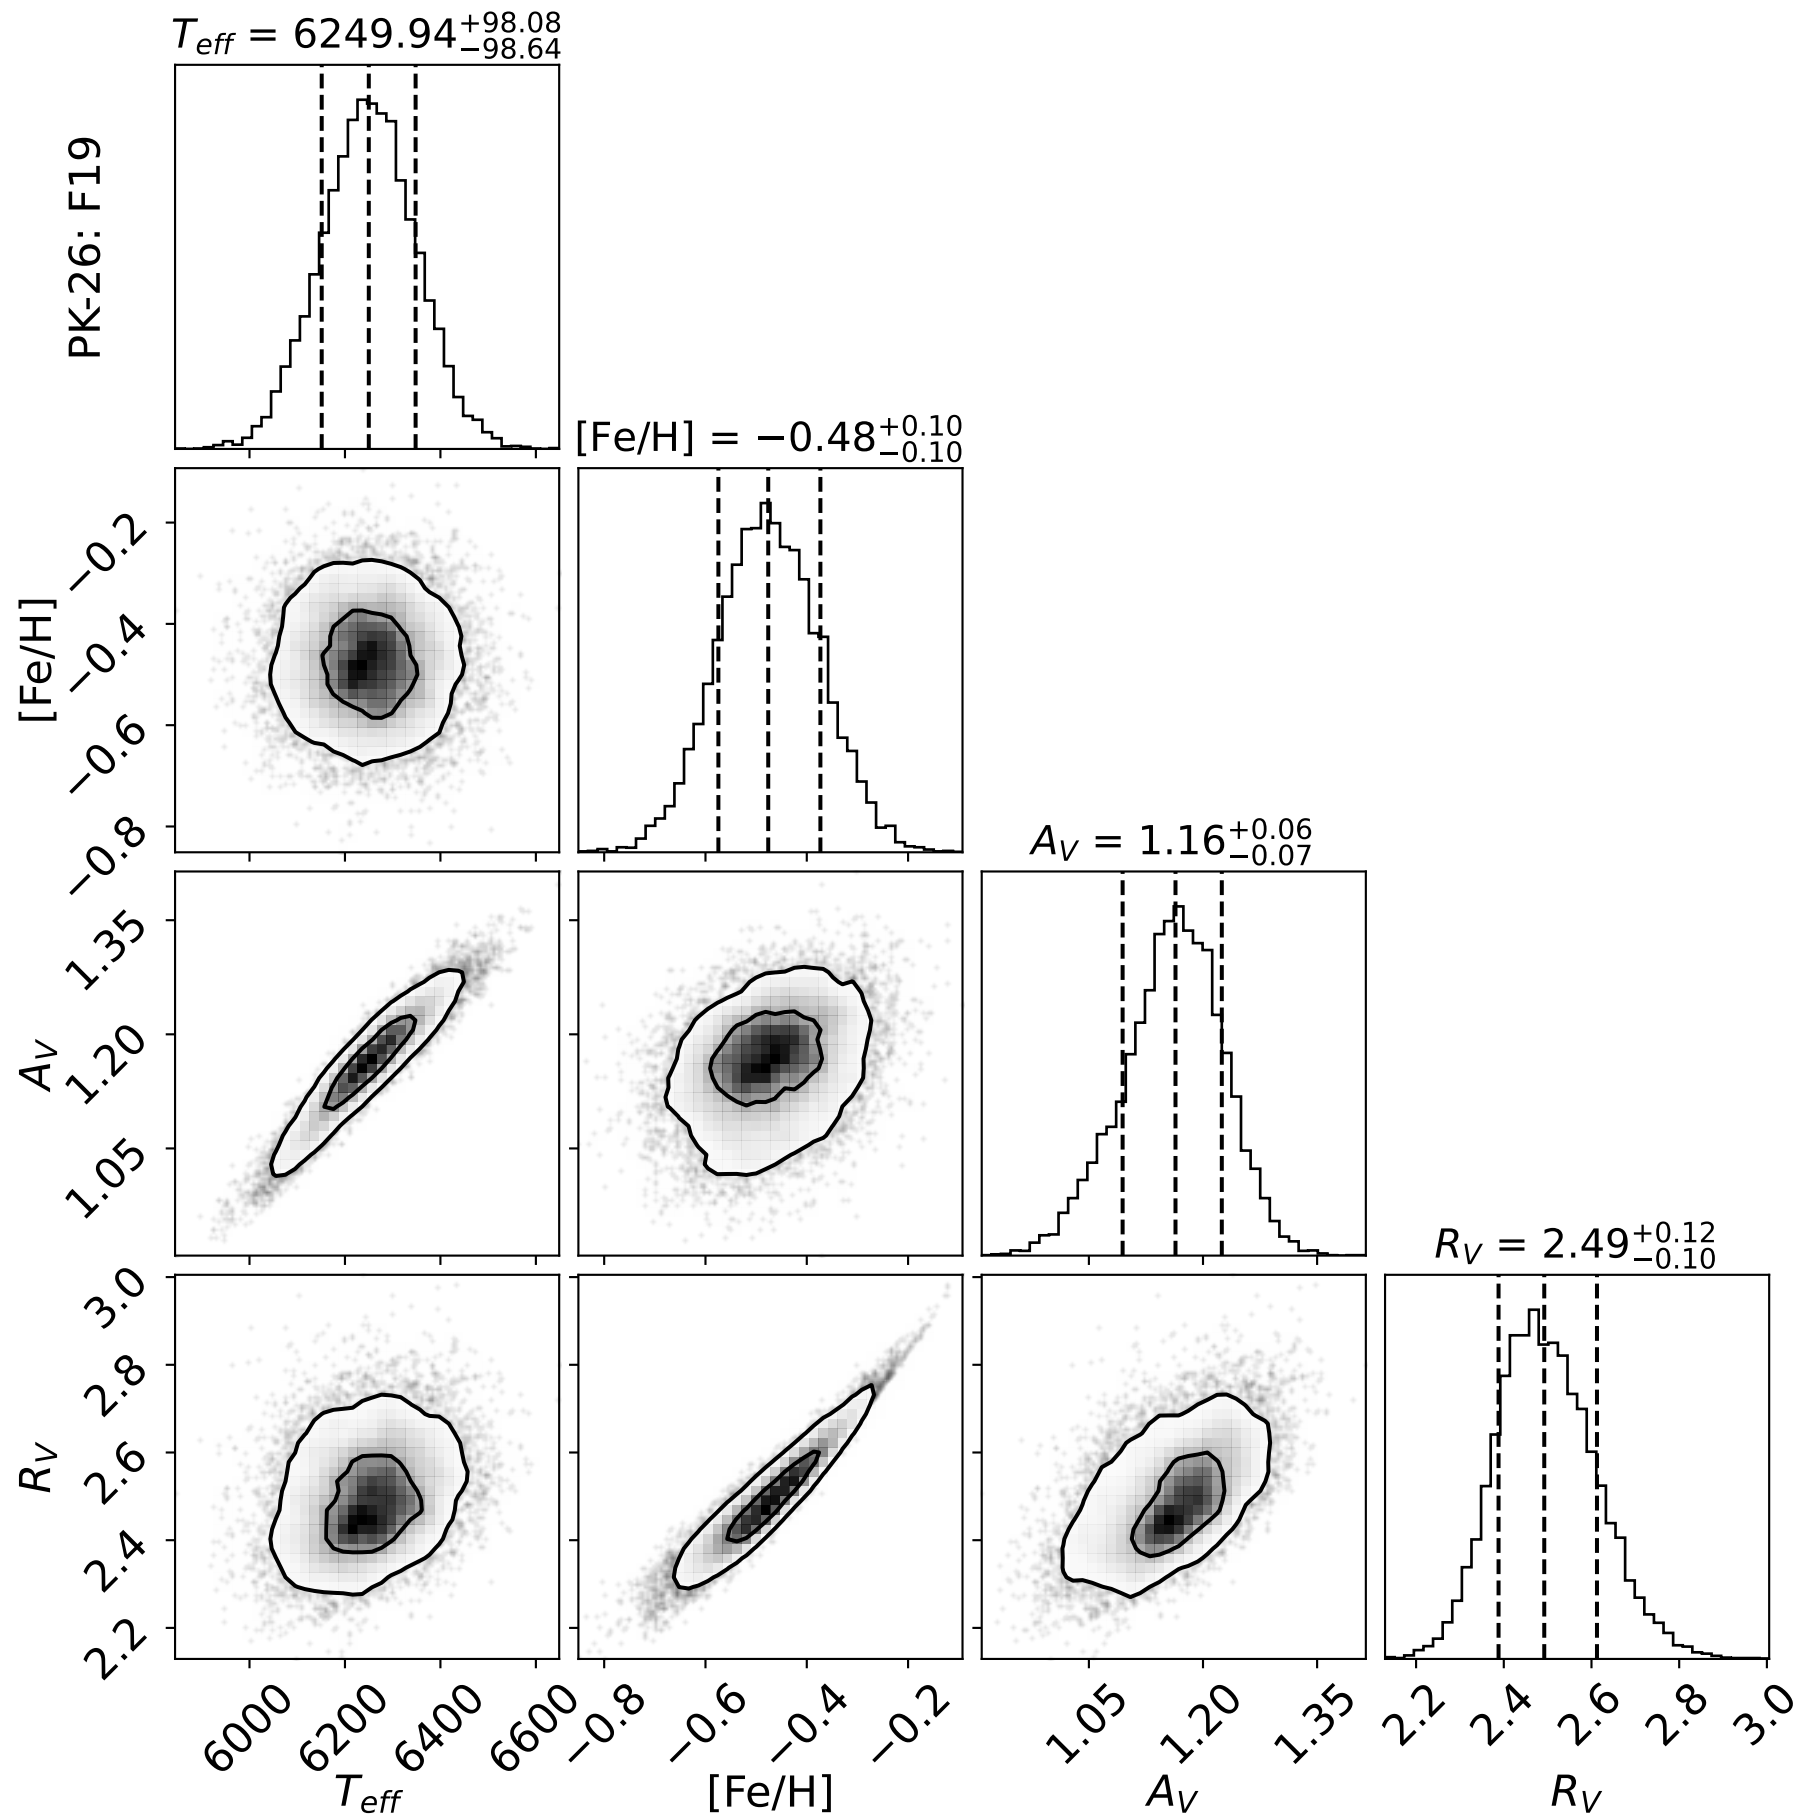 T_eff = 6249.94 +98.08 −98.64
PK-26: F19
[Fe/H] = −0.48 +0.10 −0.10
−0.2
−0.4
−0.6
−0.8
[Fe/H]
A_V = 1.16 +0.06 −0.07
1.35
1.20
1.05
A_V
R_V = 2.49 +0.12 −0.10
3.0
2.8
2.6
2.4
2.2
R_V
6000 6200 6400 6600 −0.8 −0.6 −0.4 −0.2 1.05 1.20 1.35 2.2 2.4 2.6 2.8 3.0
T_eff [Fe/H] A_V R_V